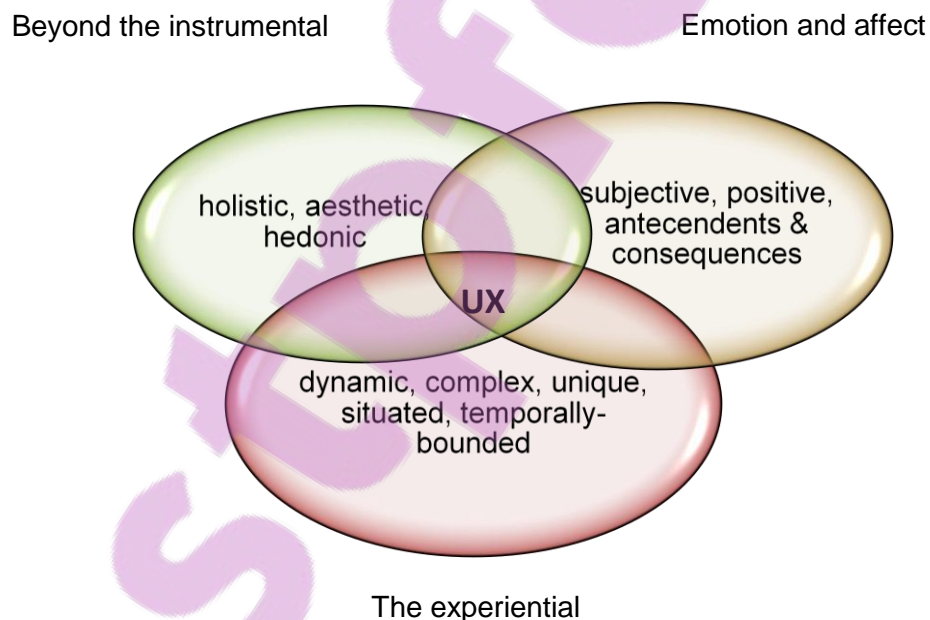 Beyond the instrumental
Emotion and affect
holistic, aesthetic,
hedonic
subjective, positive,
antecendents &
consequences
UX
dynamic, complex, unique,
situated, temporally-
bounded
The experiential